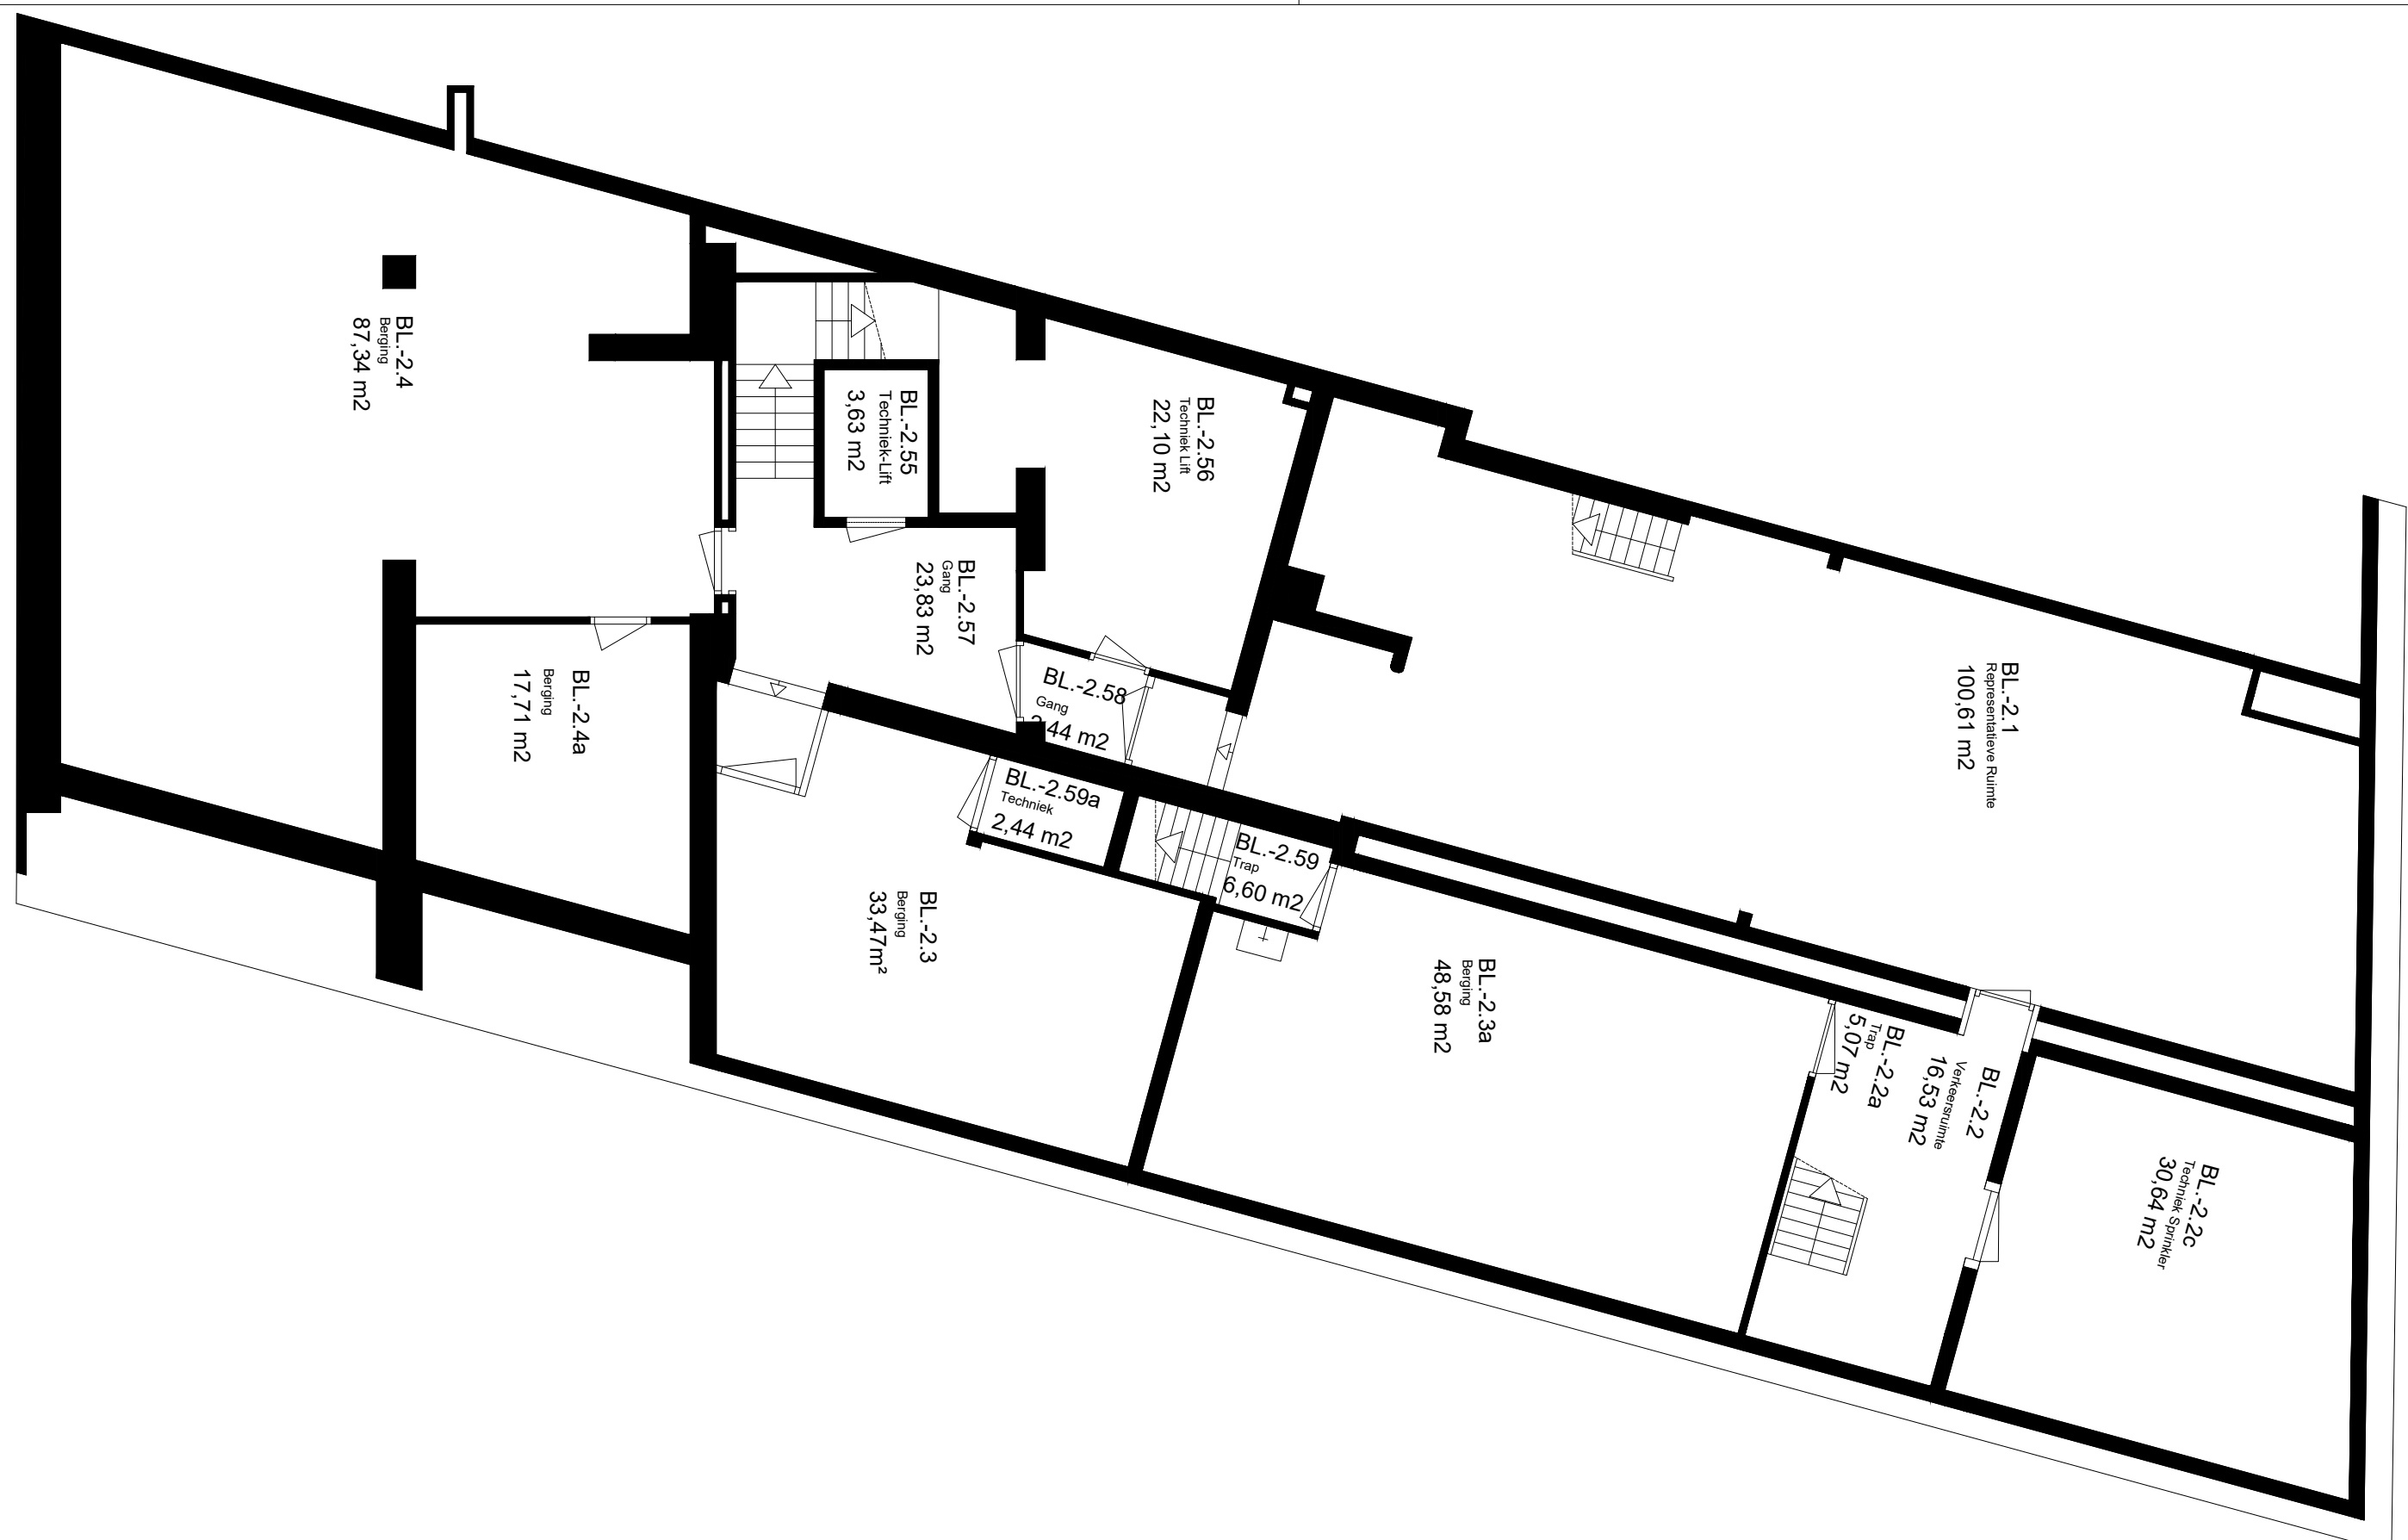 BL.-2.4
Berging
87,34 m2
BL.-2.55
Techniek-Lift
3,63 m2
BL.-2.56
Techniek Lift
22,10 m2
BL.-2.57
Gang
23,83 m2
BL.-2.58
Gang
44 m2
BL.-2.4a
Berging
17,71 m2
BL.-2.1
Representatieve Ruimte
100,61 m2
BL.-2.59a
Techniek
2,44 m2
BL.-2.59
Trap
6,60 m2
BL.-2.3
Berging
33,47m²
BL.-2.3a
Berging
48,58 m2
BL.-2.2a
Trap
5,07 m2
BL.-2.2
Verkeersruimte
16,53 m2
BL.-2.2c
Techniek Sprinkler
30,64 m2